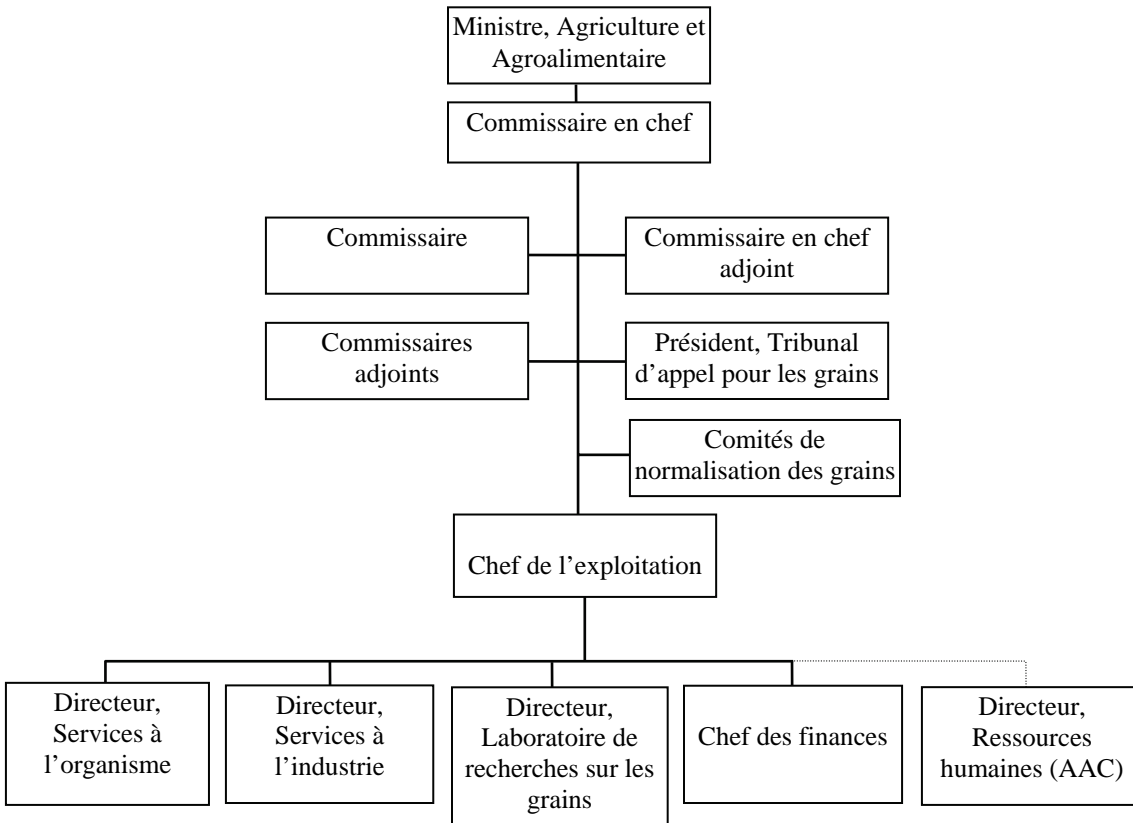 Ministre, Agriculture et
Agroalimentaire
Commissaire en chef
Commissaire
Commissaire en chef
adjoint
Commissaires
adjoints
Président, Tribunal
d’appel pour les grains
Comités de
normalisation des grains
Chef de l’exploitation
Directeur,
Services à
l’organisme
Directeur,
Services à
l’industrie
Directeur,
Laboratoire de
recherches sur les
grains
Chef des finances
Directeur,
Ressources
humaines (AAC)